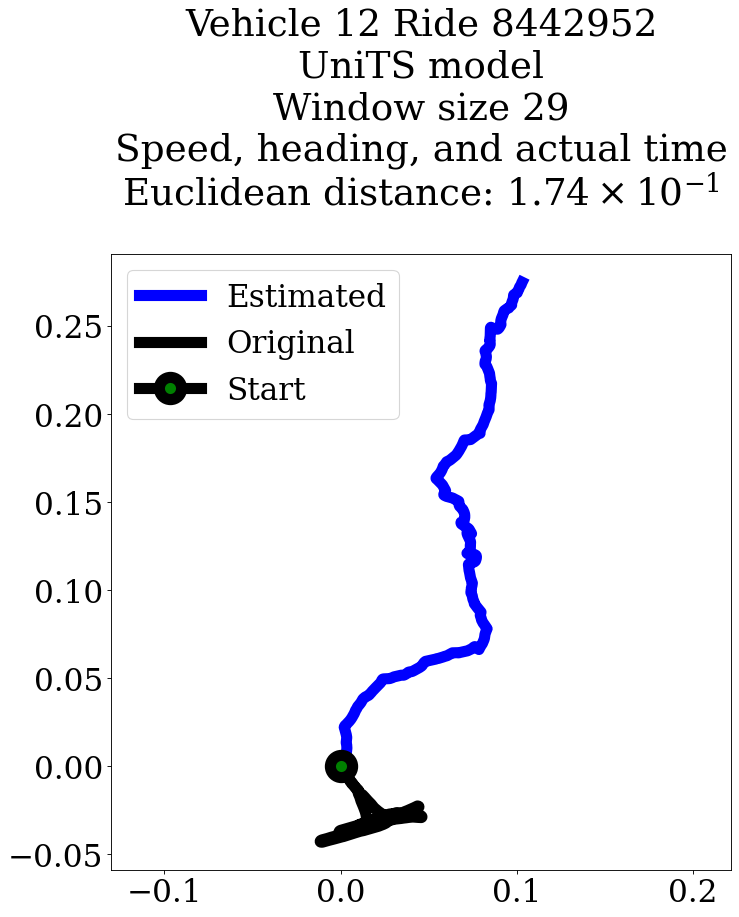 Vehicle 12 Ride 8442952
UniTS model
Window size 29
Speed, heading, and actual time
Euclidean distance: 1.74 × 10⁻¹
Estimated
Original
Start
0.25
0.20
0.15
0.10
0.05
0.00
−0.05
−0.1
0.0
0.1
0.2